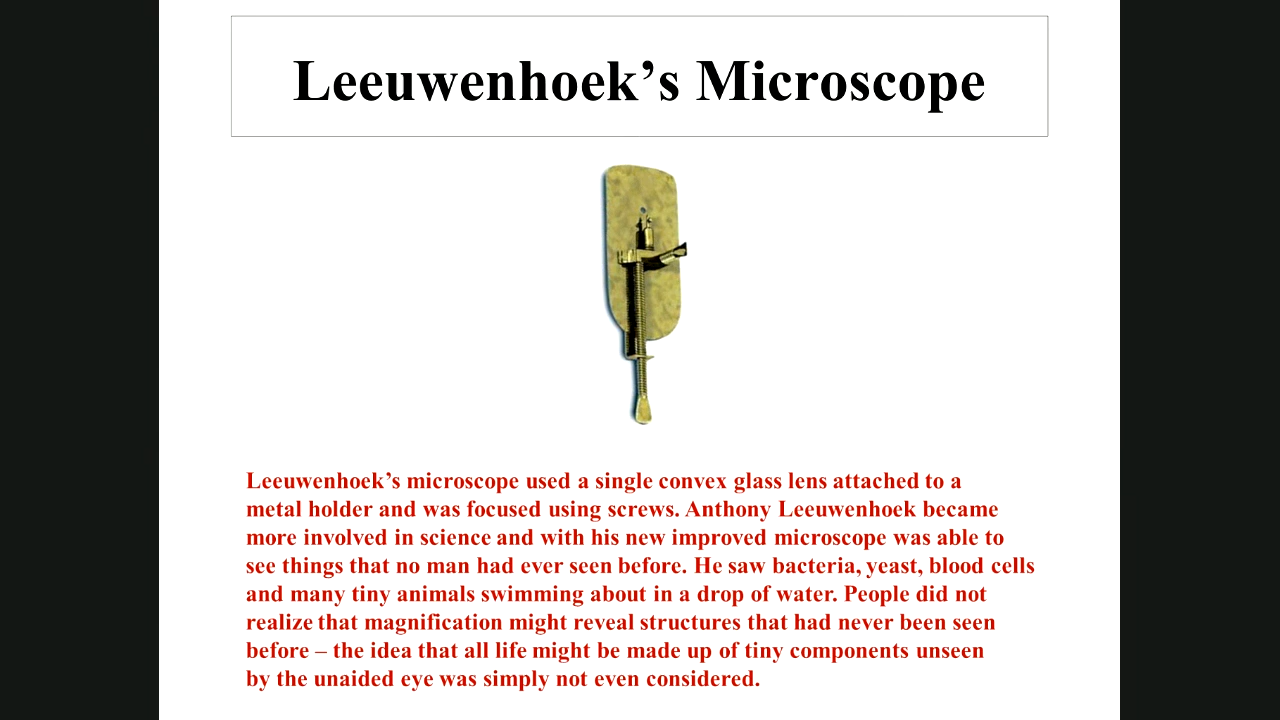 Leeuwenhoek’s Microscope
Leeuwenhoek’s microscope used a single convex glass lens attached to a
metal holder and was focused using screws. Anthony Leeuwenhoek became
more involved in science and with his new improved microscope was able to
see things that no man had ever seen before. He saw bacteria, yeast, blood cells
and many tiny animals swimming about in a drop of water. People did not
realize that magnification might reveal structures that had never been seen
before – the idea that all life might be made up of tiny components unseen
by the unaided eye was simply not even considered.